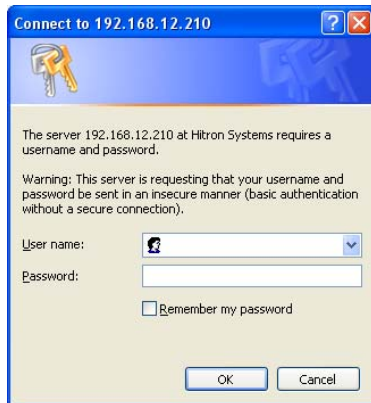 Connect to 192.168.12.210
The server 192.168.12.210 at Hitron Systems requires a
username and password.
Warning: This server is requesting that your username and
password be sent in an insecure manner (basic authentication
without a secure connection).
User name:
Password:
Remember my password
OK Cancel